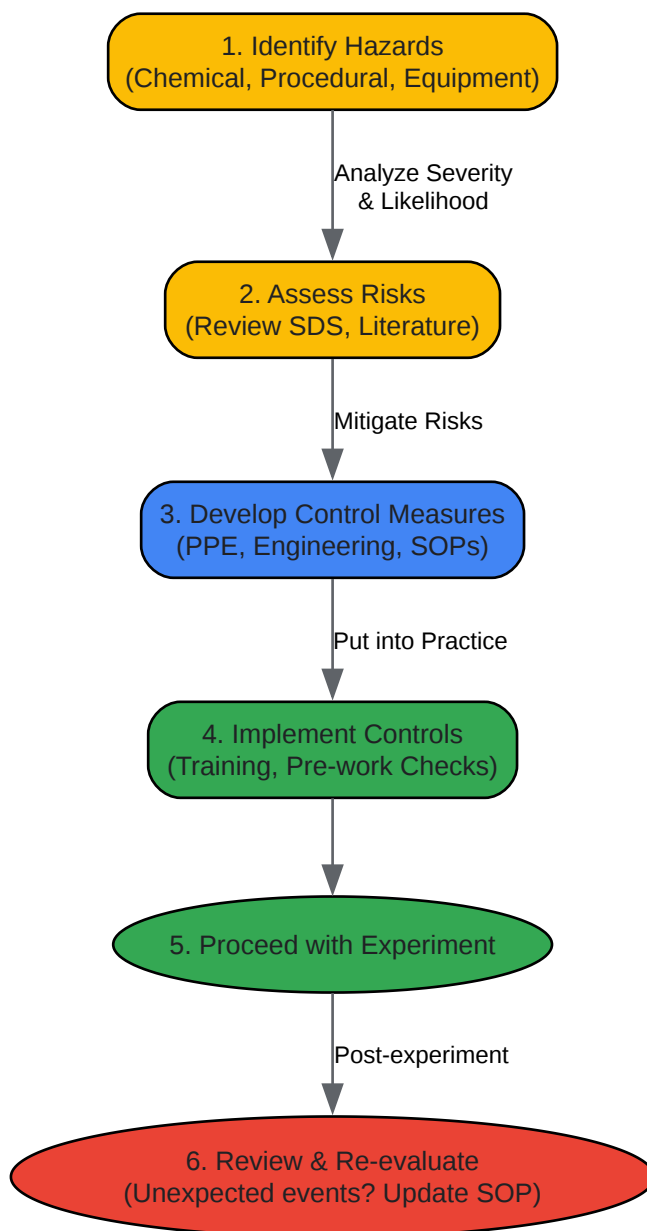 1. Identify Hazards
(Chemical, Procedural, Equipment)
Analyze Severity
& Likelihood
2. Assess Risks
(Review SDS, Literature)
Mitigate Risks
3. Develop Control Measures
(PPE, Engineering, SOPs)
Put into Practice
4. Implement Controls
(Training, Pre-work Checks)
5. Proceed with Experiment
Post-experiment
6. Review & Re-evaluate
(Unexpected events? Update SOP)